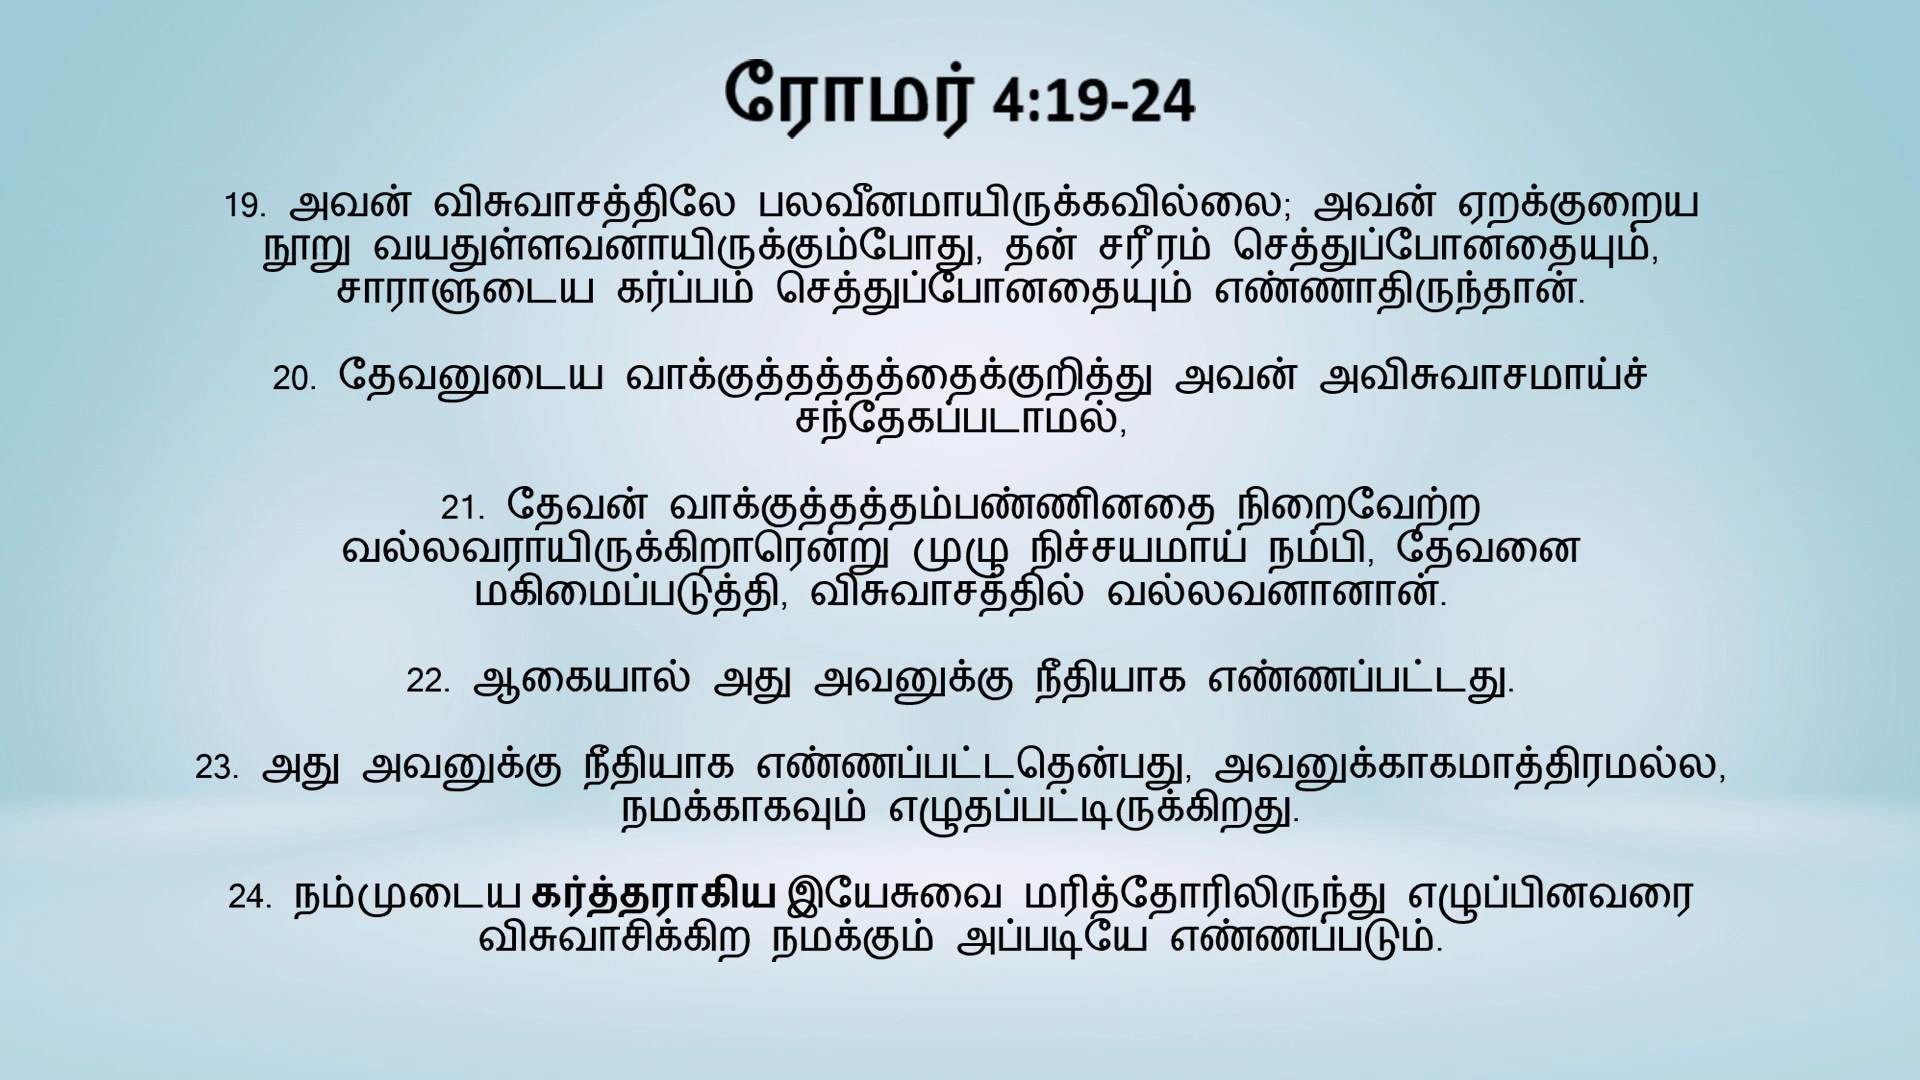 ரோமர் 4:19-24
19. அவன் விசுவாசத்திலே பலவீனமாயிருக்கவில்லை; அவன் ஏறக்குறைய
நூறு வயதுள்ளவனாயிருக்கும்போது, தன் சரீரம் செத்துப்போனதையும்,
சாராளுடைய கர்ப்பம் செத்துப்போனதையும் எண்ணாதிருந்தான்.
20. தேவனுடைய வாக்குத்தத்தத்தைக்குறித்து அவன் அவிசுவாசமாய்ச்
சந்தேகப்படாமல்,
21. தேவன் வாக்குத்தத்தம்பண்ணினதை நிறைவேற்ற
வல்லவராயிருக்கிறாரென்று முழு நிச்சயமாய் நம்பி, தேவனை
மகிமைப்படுத்தி, விசுவாசத்தில் வல்லவனானான்.
22. ஆகையால் அது அவனுக்கு நீதியாக எண்ணப்பட்டது.
23. அது அவனுக்கு நீதியாக எண்ணப்பட்டதென்பது, அவனுக்காகமாத்திரமல்ல,
நமக்காகவும் எழுதப்பட்டிருக்கிறது.
24. நம்முடைய கர்த்தராகிய இயேசுவை மரித்தோரிலிருந்து எழுப்பினவரை
விசுவாசிக்கிற நமக்கும் அப்படியே எண்ணப்படும்.